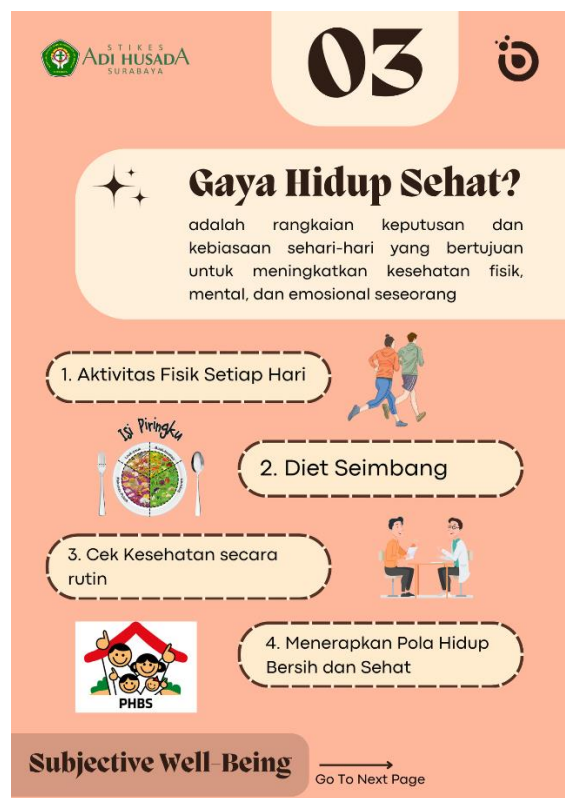 STIKES
ADI HUSADA
SURABAYA
03
Gaya Hidup Sehat?
adalah rangkaian keputusan dan
kebiasaan sehari-hari yang bertujuan
untuk meningkatkan kesehatan fisik,
mental, dan emosional seseorang
1. Aktivitas Fisik Setiap Hari
Isi Piringku
2. Diet Seimbang
3. Cek Kesehatan secara
rutin
4. Menerapkan Pola Hidup
Bersih dan Sehat
PHBS
Subjective Well-Being
Go To Next Page